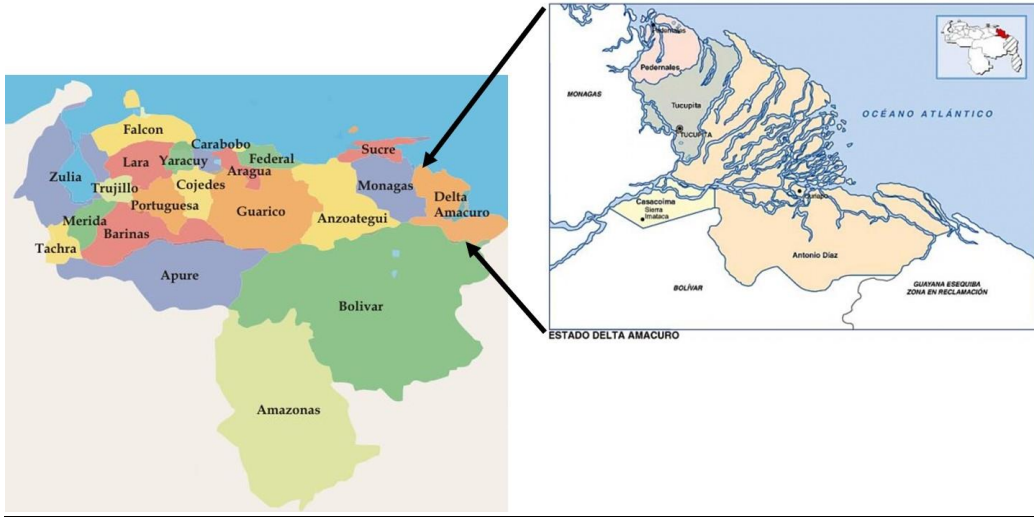 Falcon
Carabobo
Lara
Yaracuy
Federal
Aragua
Sucre
Zulia
Trujillo
Cojedes
Monagas
Delta
Amacuro
Portuguesa
Guarico
Anzoategui
Merida
Barinas
Tachra
Apure
Bolivar
Amazonas
Pedernales
Pedernales
MONAGAS
Tucupita
TUCUPITA
OCÉANO ATLÁNTICO
Casacoima
Sierra
Imataca
Antonio Díaz
BOLÍVAR
GUAYANA ESEQUIBA
ZONA EN RECLAMACIÓN
ESTADO DELTA AMACURO